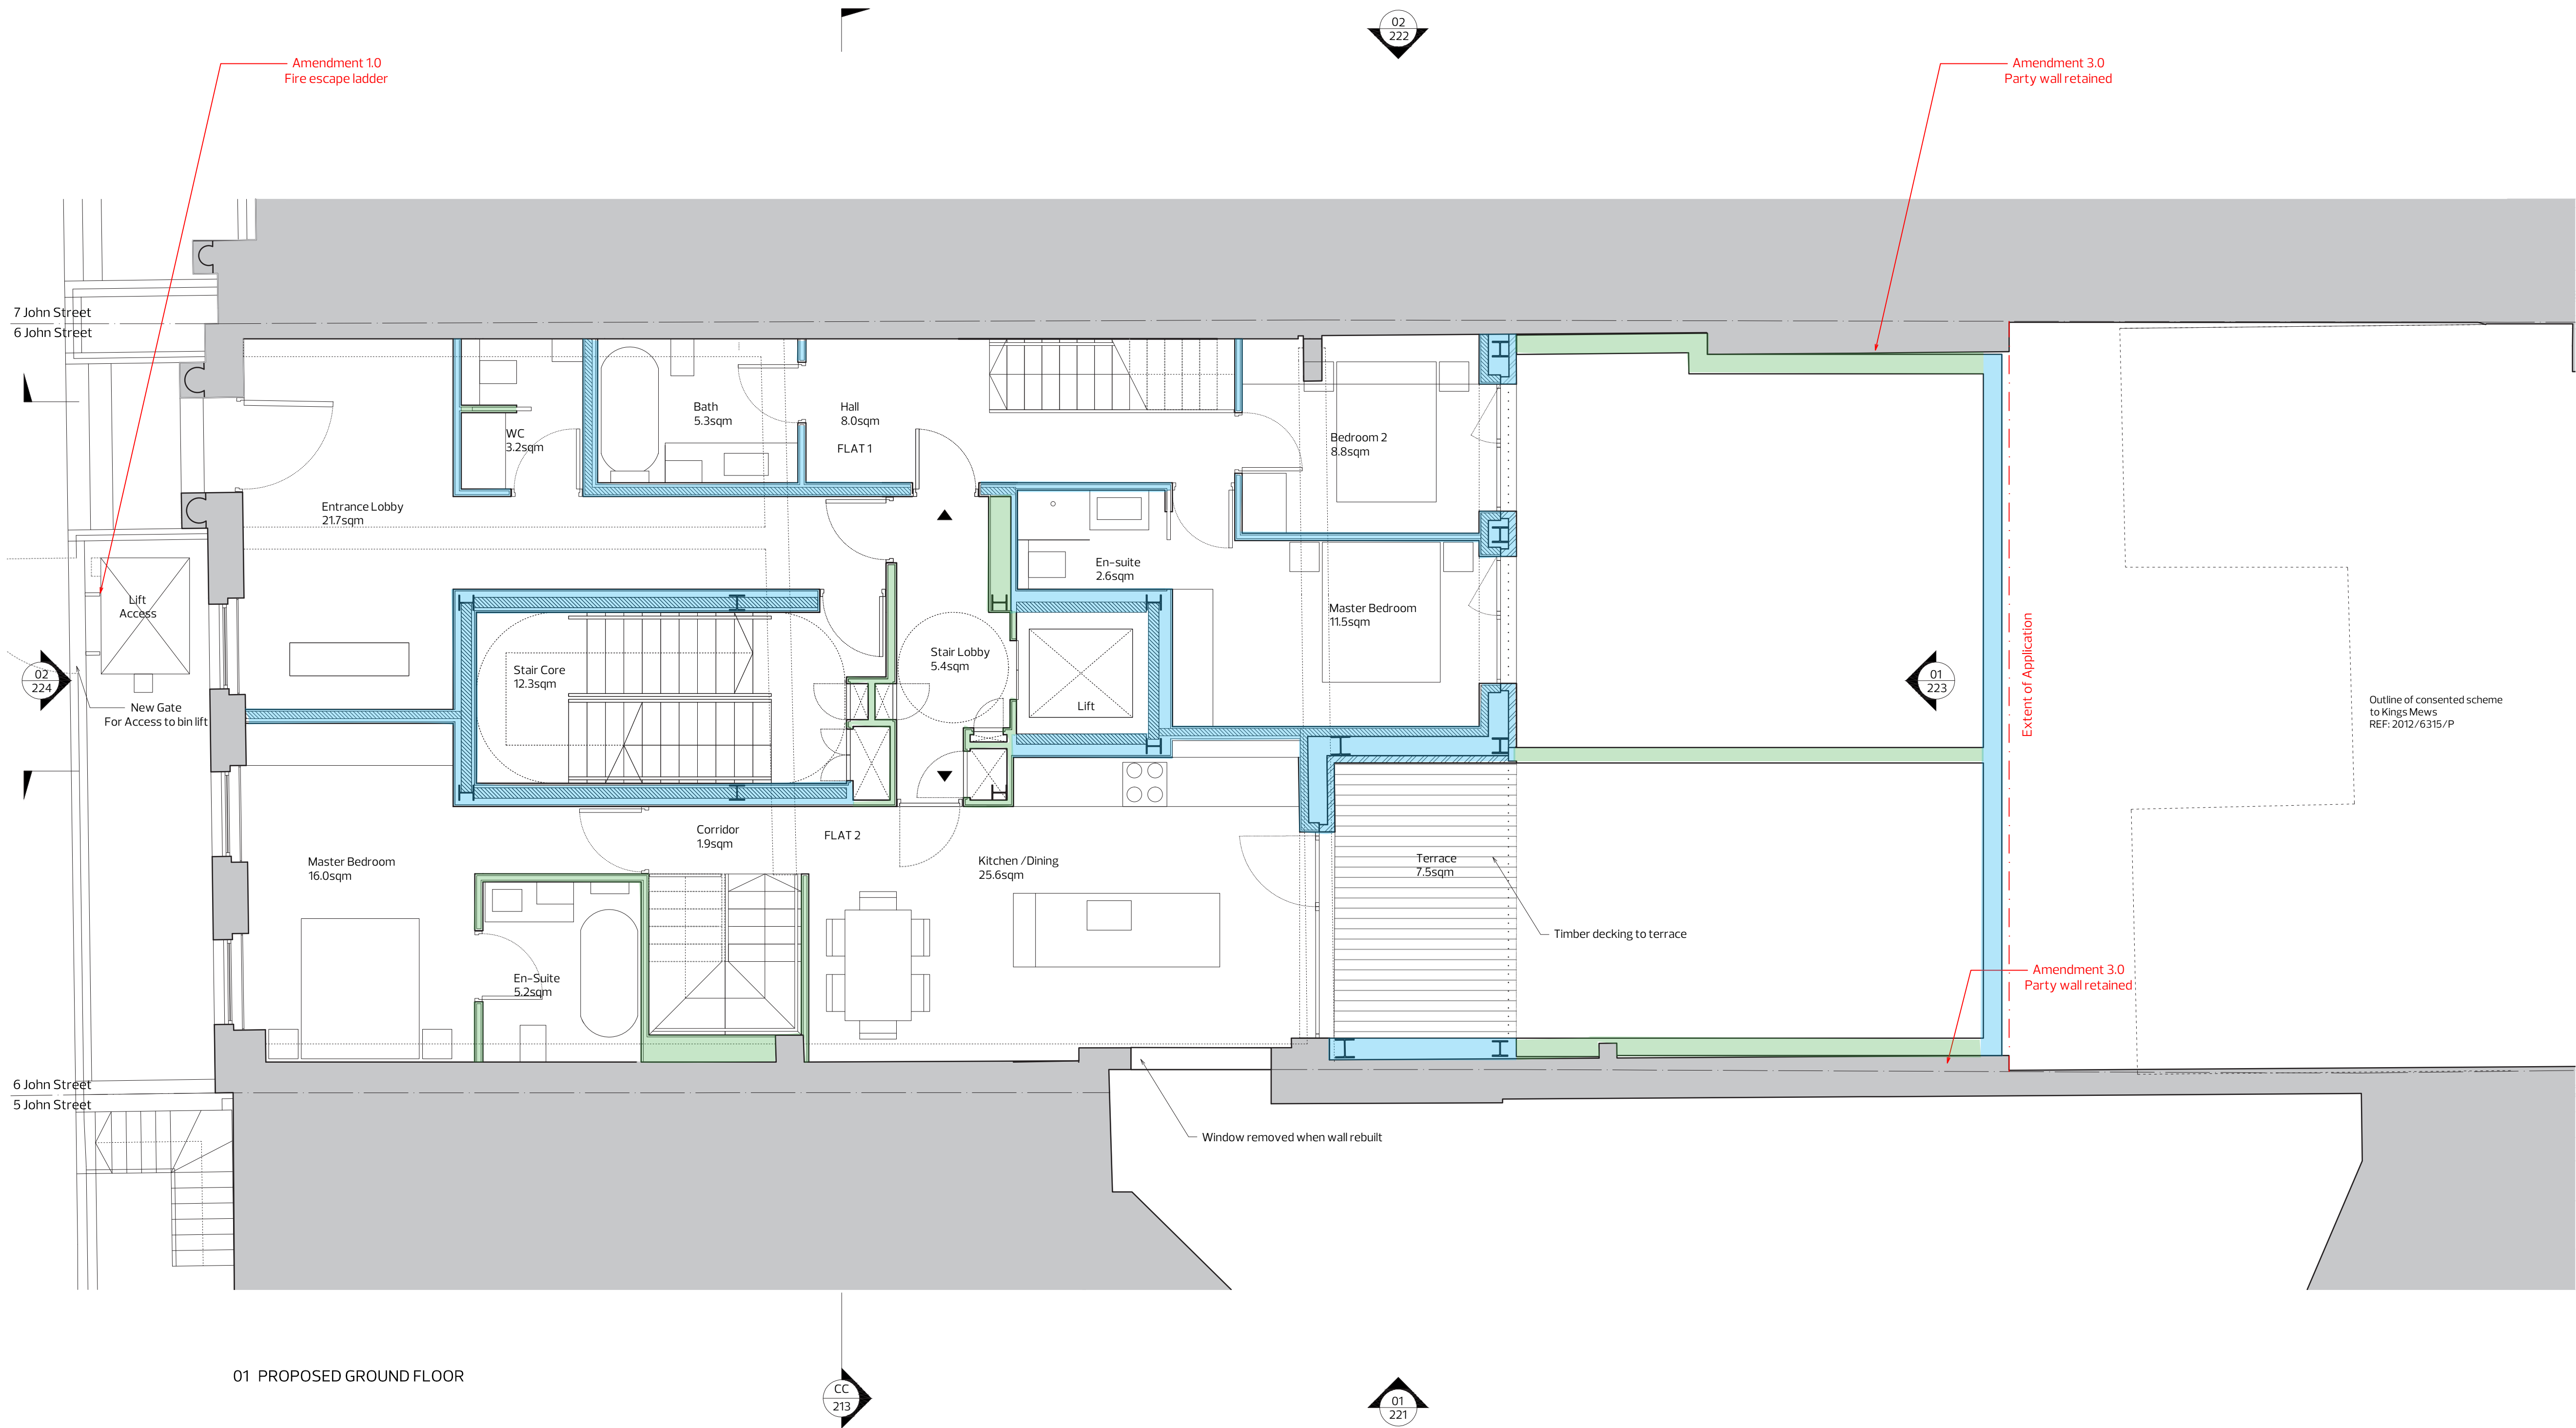 02
222
Amendment 1.0
Fire escape ladder
Amendment 3.0
Party wall retained
7 John Street
6 John Street
Bath
5.3sqm
Hall
8.0sqm
FLAT 1
WC
3.2sqm
Bedroom 2
8.8sqm
Entrance Lobby
21.7sqm
En-suite
2.6sqm
Lift
Access
Master Bedroom
11.5sqm
Stair Core
12.3sqm
Stair Lobby
5.4sqm
Lift
02
224
01
223
Extent of Application
New Gate
For Access to bin lift
Outline of consented scheme
to Kings Mews
REF: 2012/6315/P
Corridor
1.9sqm
FLAT 2
Master Bedroom
16.0sqm
Kitchen /Dining
25.6sqm
Terrace
7.5sqm
Timber decking to terrace
En-Suite
5.2sqm
Amendment 3.0
Party wall retained
6 John Street
5 John Street
Window removed when wall rebuilt
01 PROPOSED GROUND FLOOR
CC
213
01
221